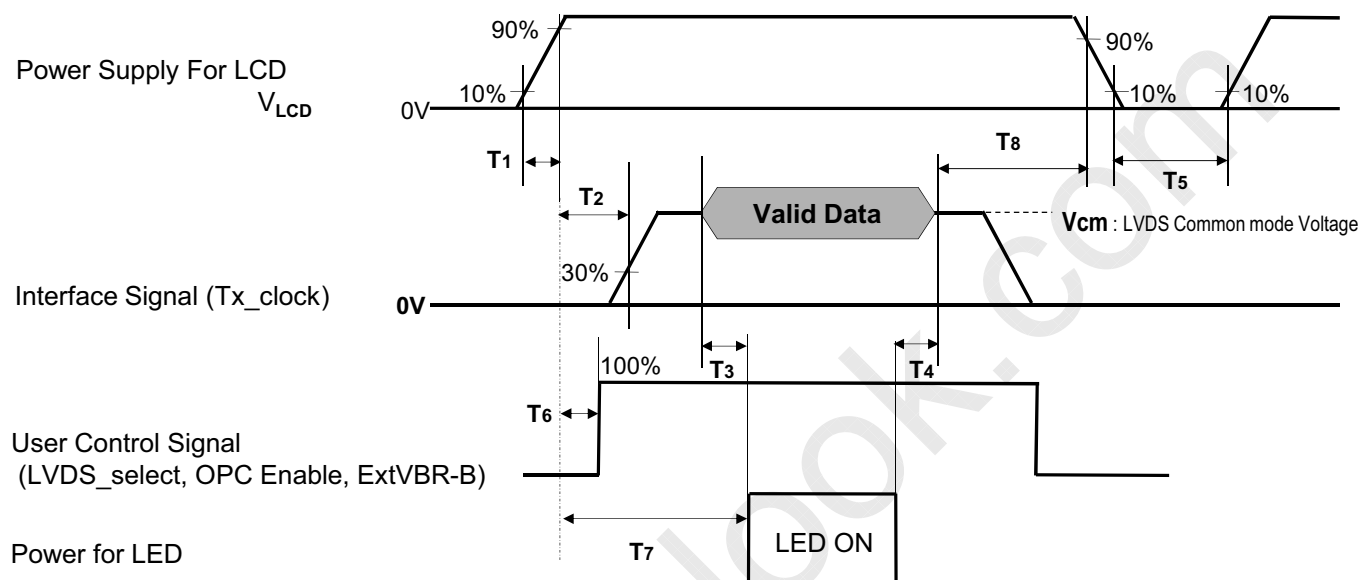 90%
90%
Power Supply For LCD
VLCD
10%
10%
10%
0V
T1
T8
T5
T2
Valid Data
Vcm : LVDS Common mode Voltage
30%
Interface Signal (Tx_clock)
0V
100%
T3
T4
T6
User Control Signal
(LVDS_select, OPC Enable, ExtVBR-B)
T7
LED ON
Power for LED
look.com